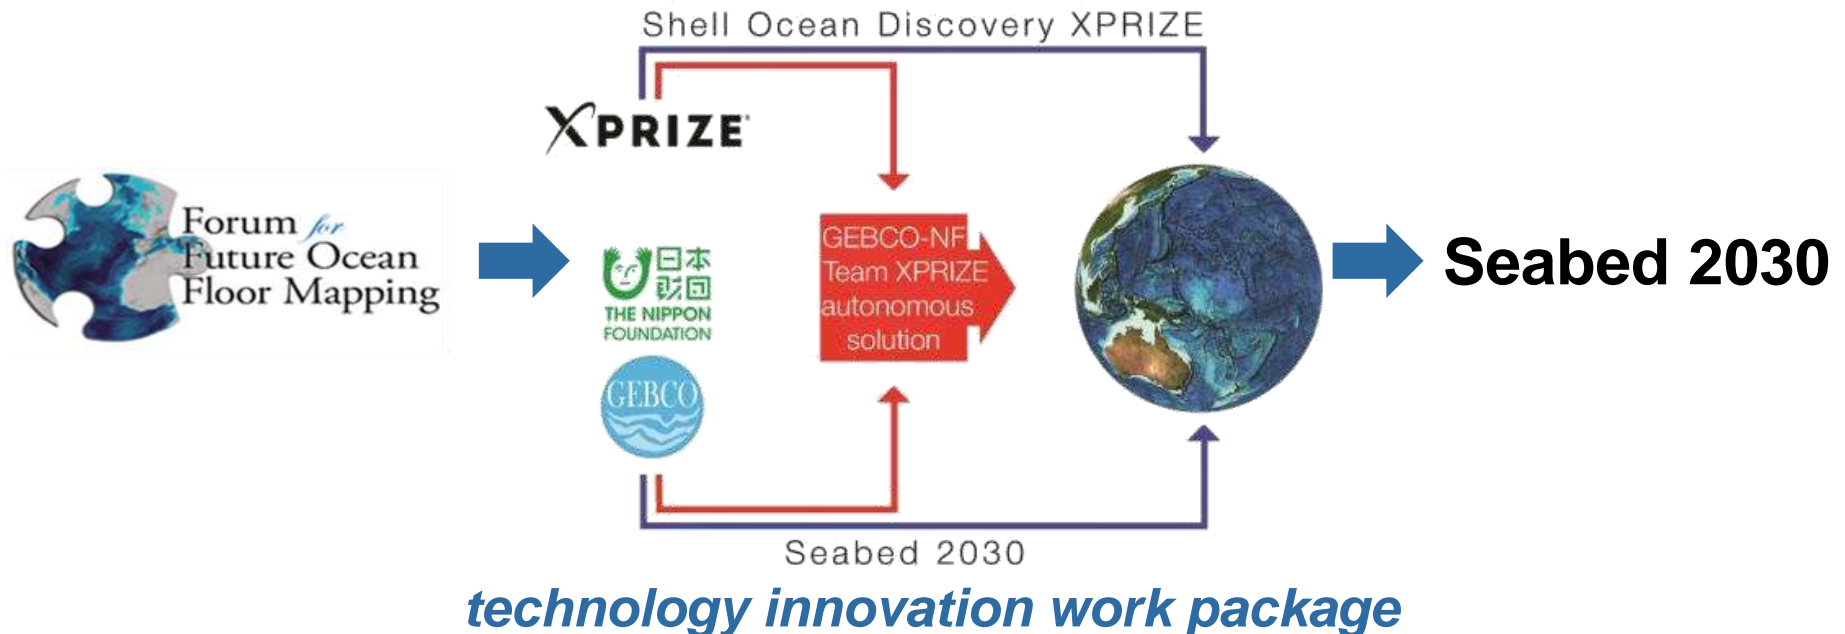 Shell Ocean Discovery XPRIZE
XPRIZE
Forum for
Future Ocean
Floor Mapping
日本
財団
THE NIPPON
FOUNDATION
GEBCO
GEBCO-NF
Team XPRIZE
autonomous
solution
Seabed 2030
Seabed 2030
technology innovation work package